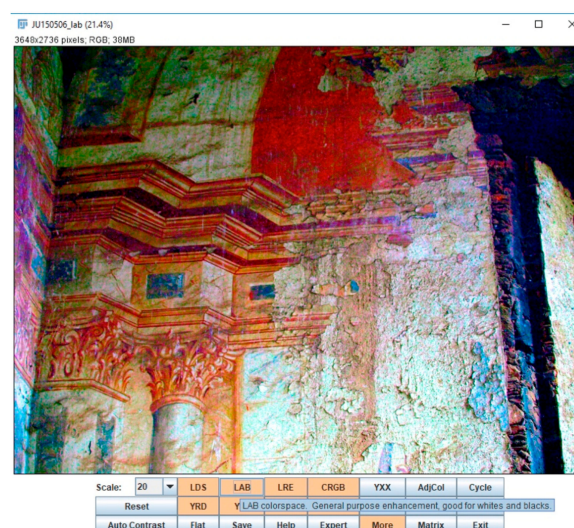 JU150506_lab (21.4%)
3648x2736 pixels; RGB; 38MB
Scale: 20 LDS LAB LRE CRGB YXX AdjCol Cycle
Reset YRD LAB colorspace. General purpose enhancement, good for whites and blacks.
Auto Contrast Flat Save Help Expert More Matrix Exit